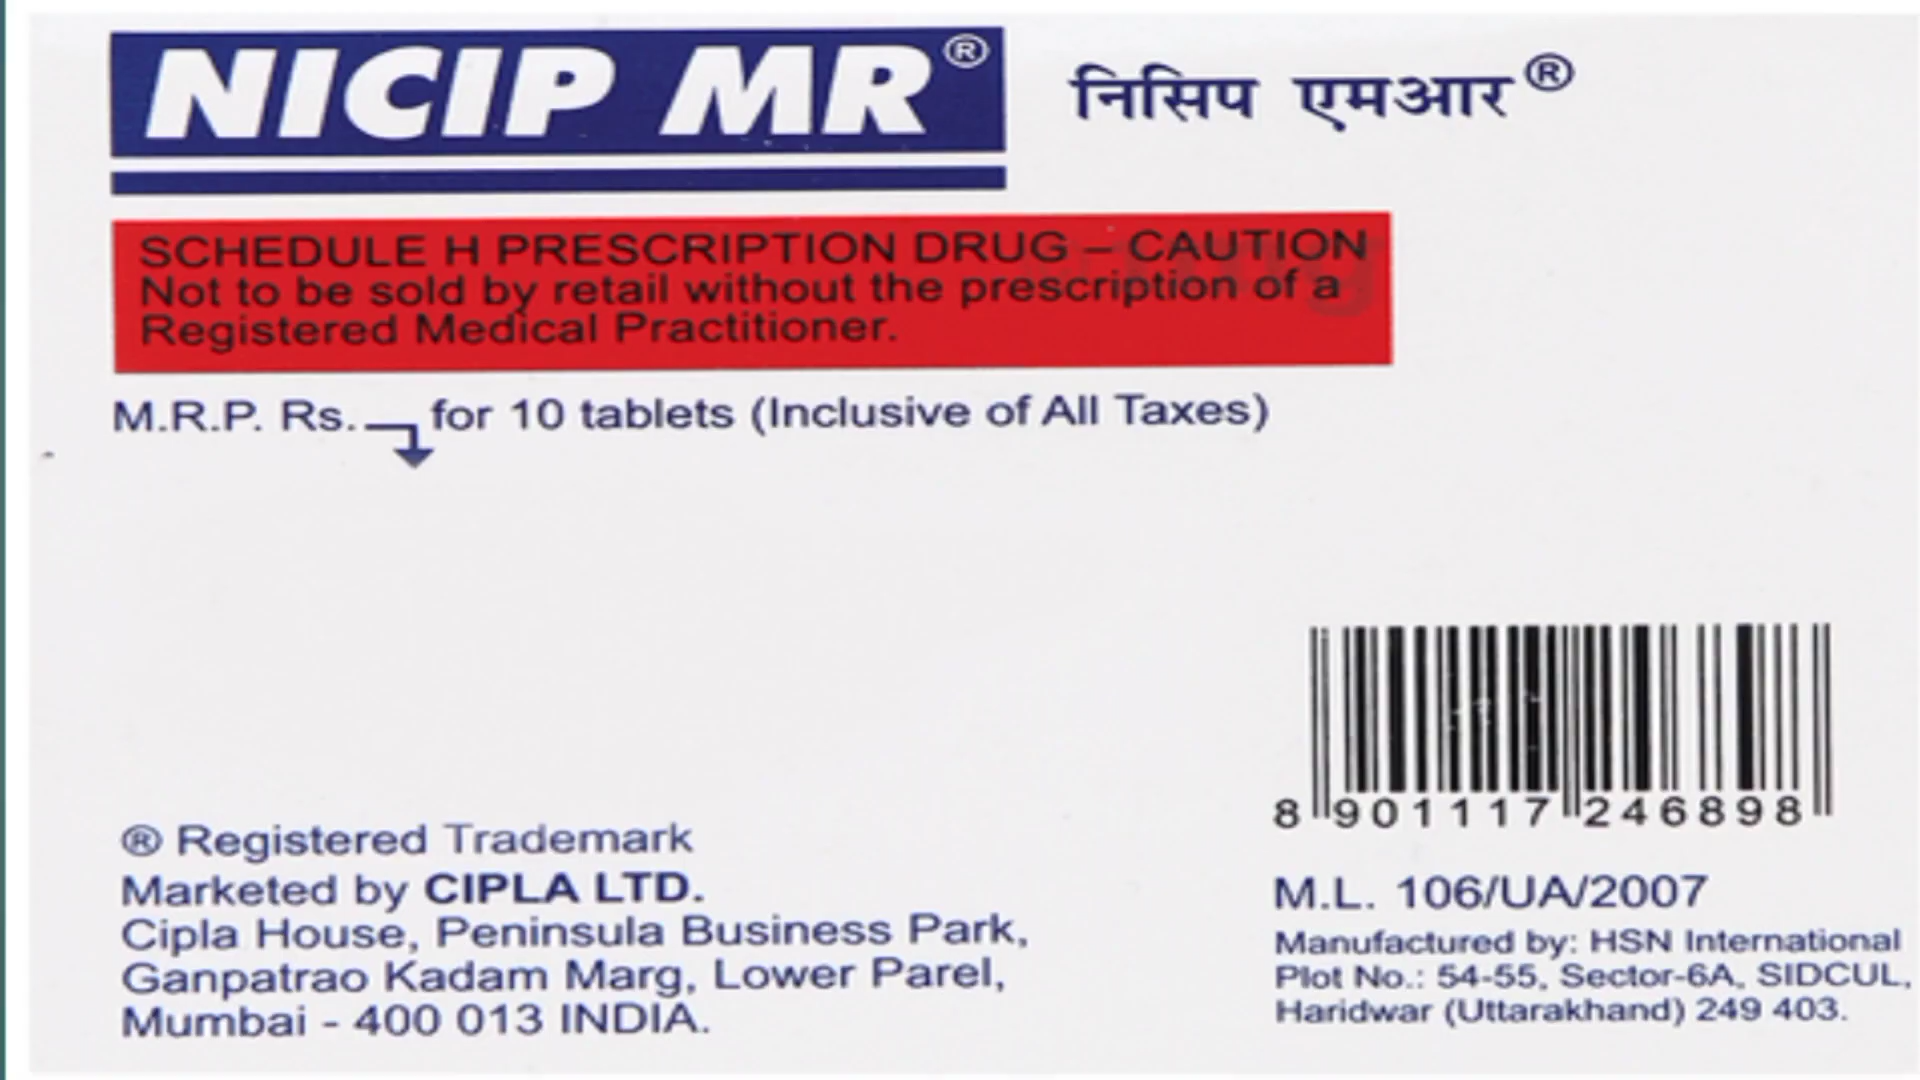 NICIP MR®
निसिप एमआर®
SCHEDULE H PRESCRIPTION DRUG – CAUTION
Not to be sold by retail without the prescription of a
Registered Medical Practitioner.
M.R.P. Rs. for 10 tablets (Inclusive of All Taxes)
8 901117 246898
® Registered Trademark
Marketed by CIPLA LTD.
Cipla House, Peninsula Business Park,
Ganpatrao Kadam Marg, Lower Parel,
Mumbai - 400 013 INDIA.
M.L. 106/UA/2007
Manufactured by: HSN International
Plot No.: 54-55, Sector-6A, SIDCUL,
Haridwar (Uttarakhand) 249 403.